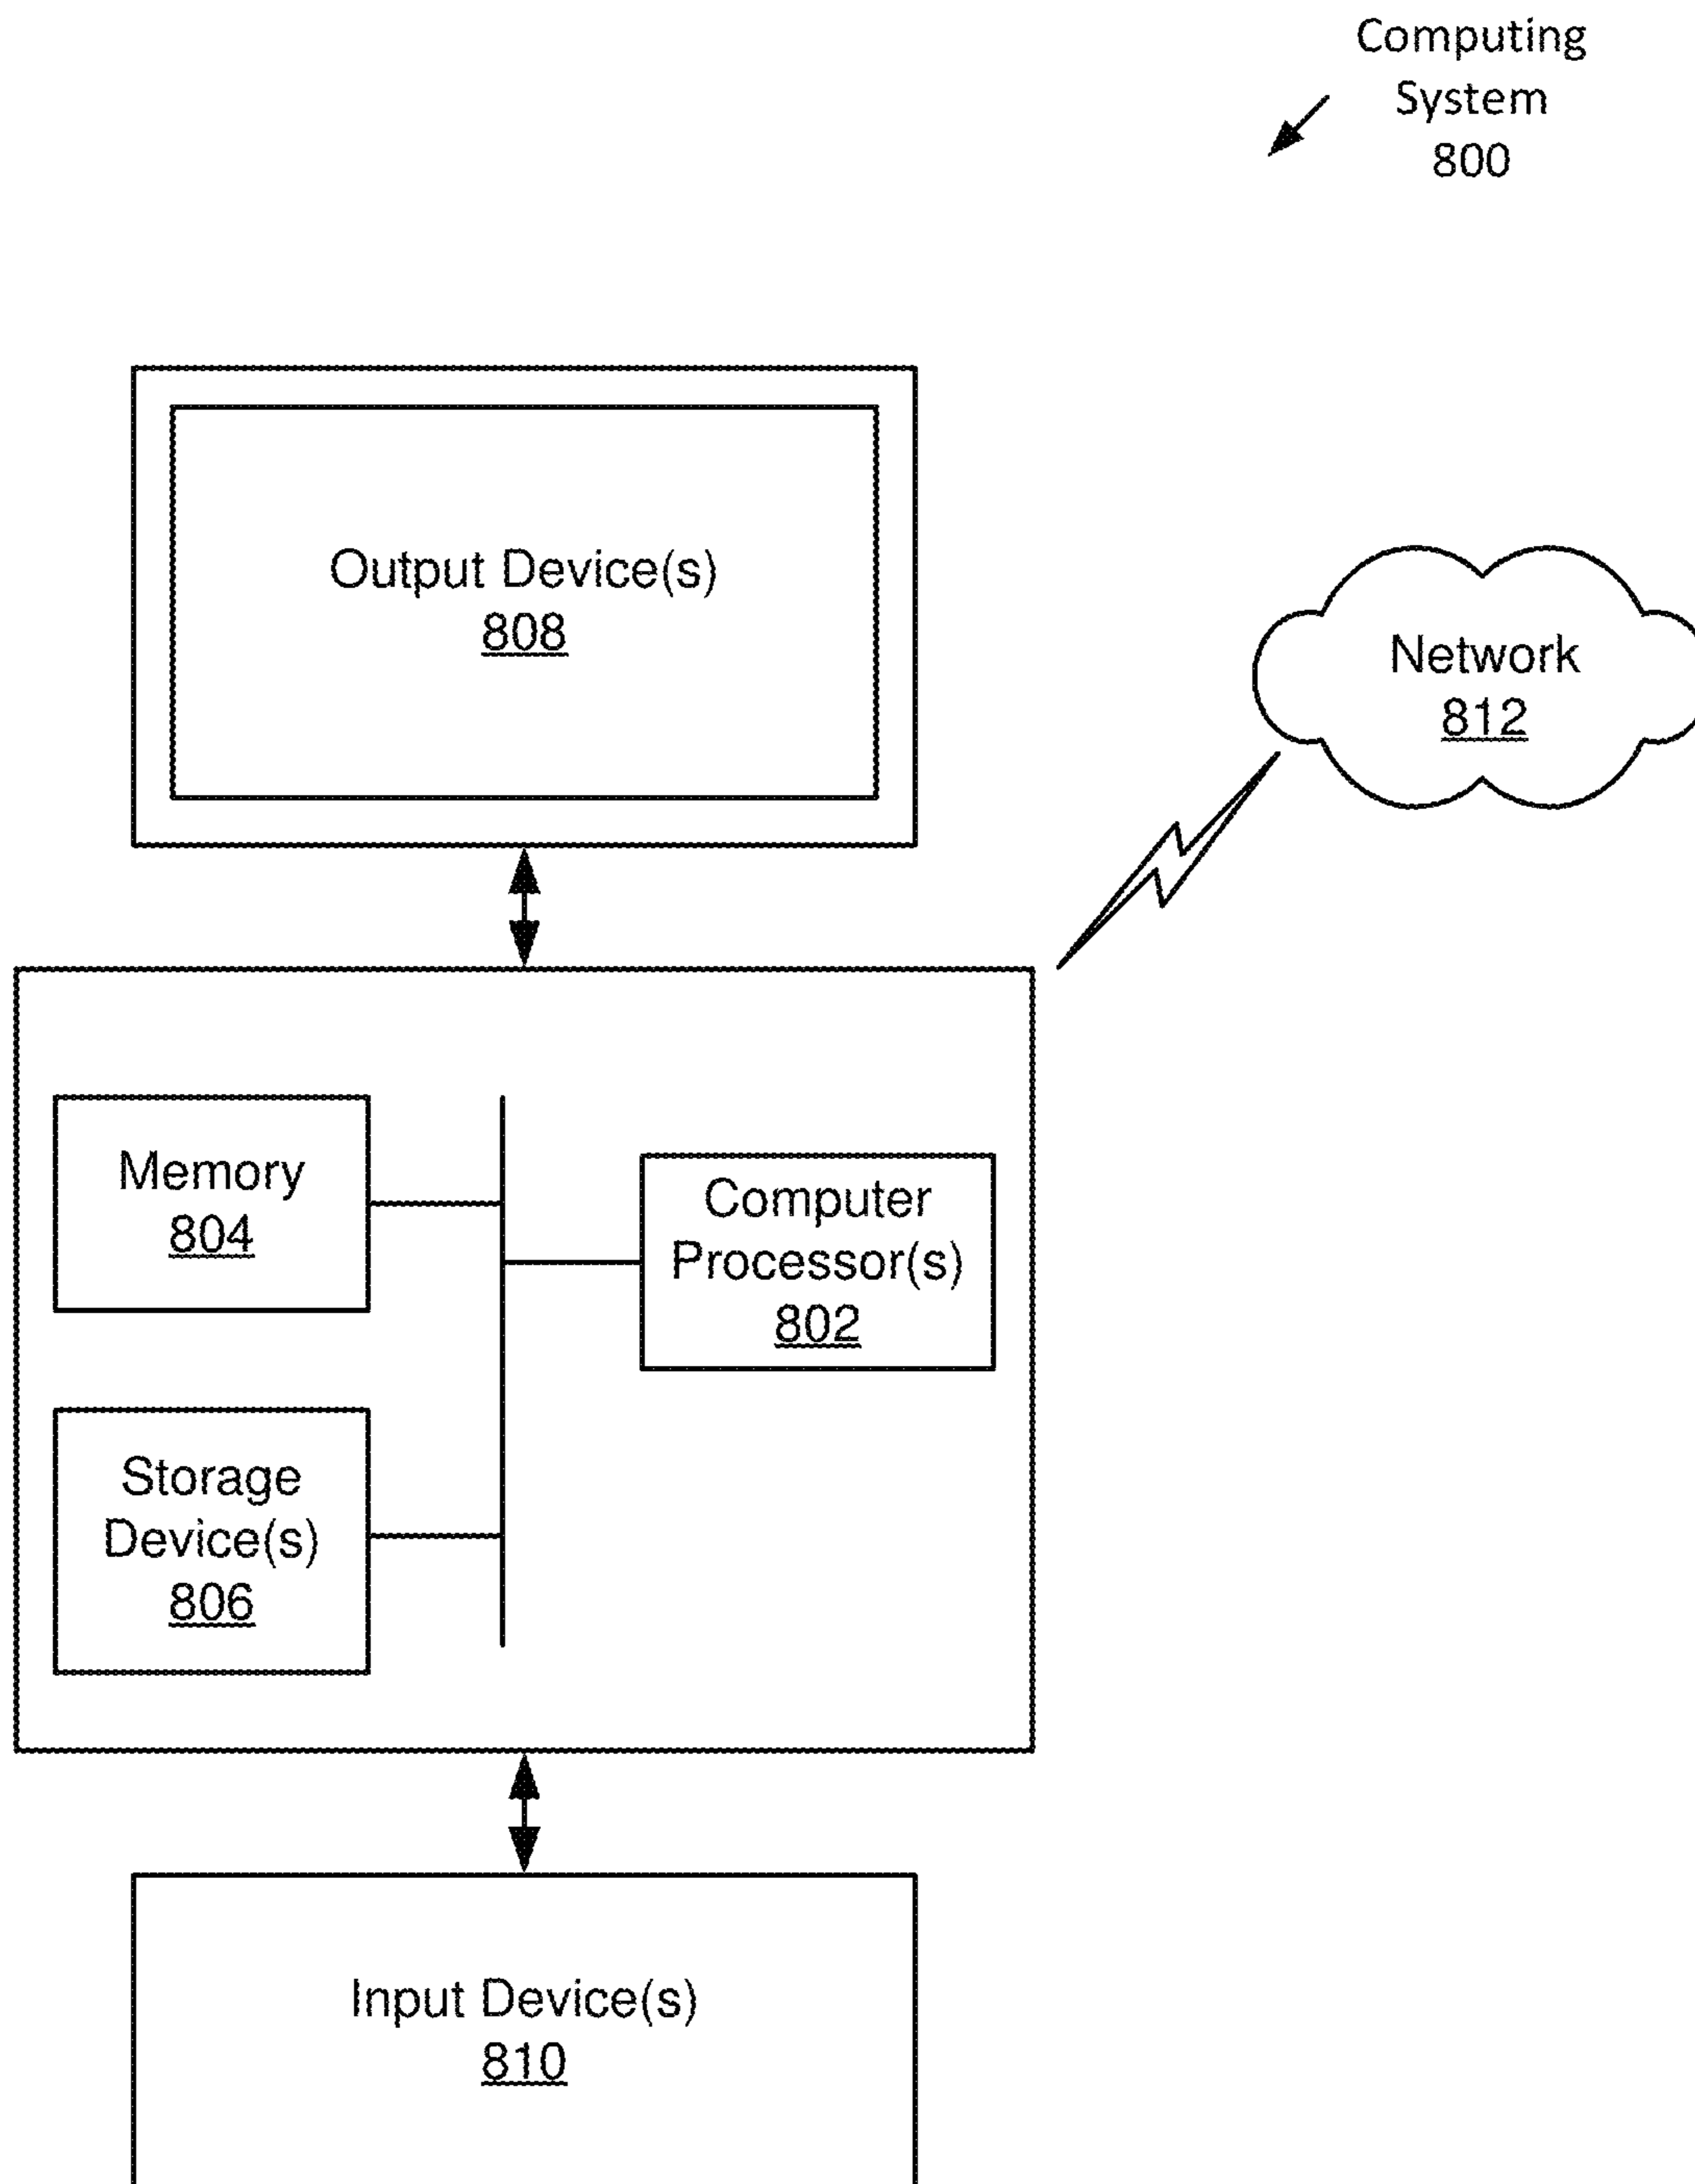 Computing
System
800
Output Device(s)
808
Network
812
Memory
804
Computer
Processor(s)
802
Storage
Device(s)
806
Input Device(s)
810